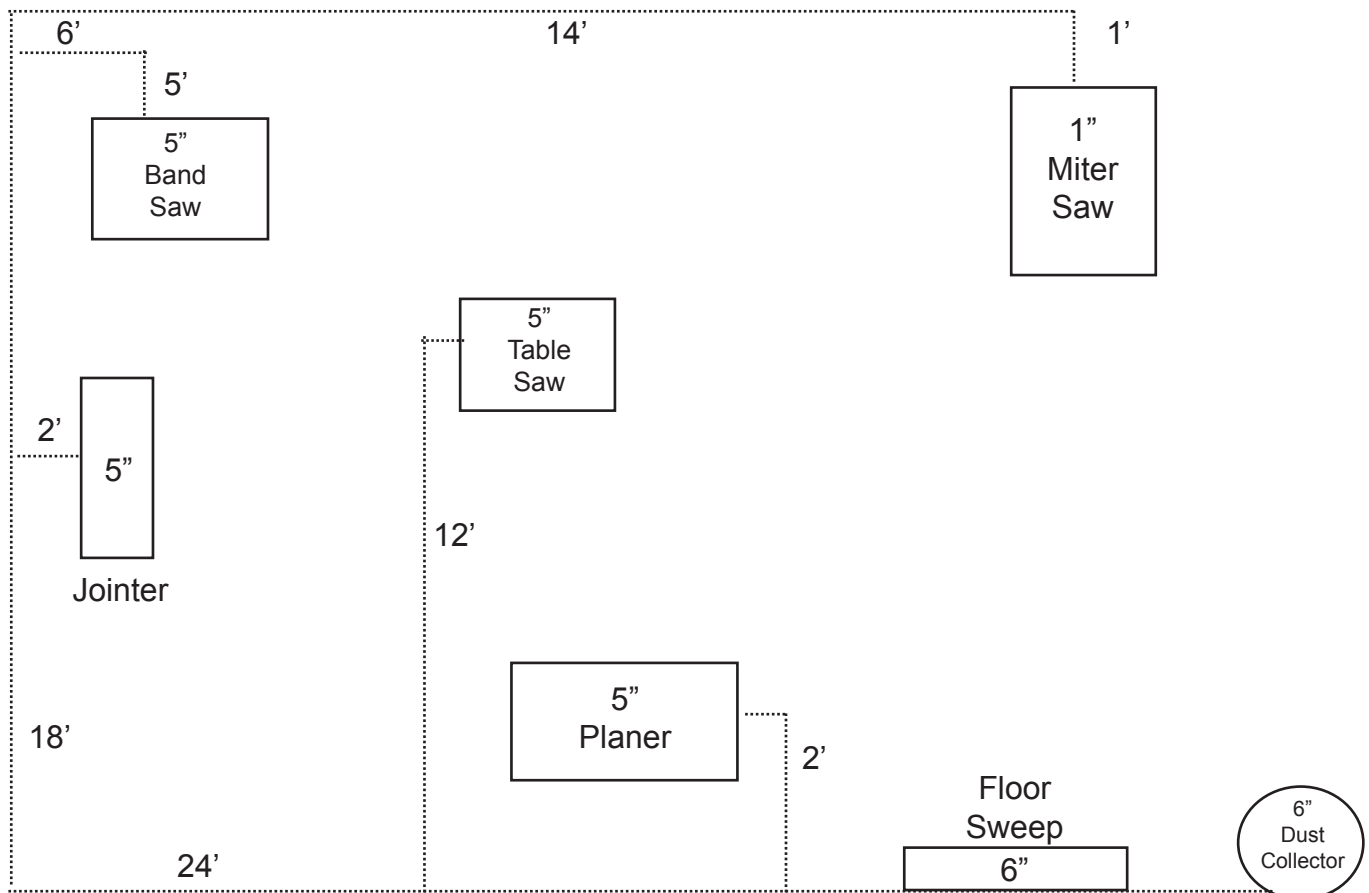 6’
14’
1’
5’
5”
Band
Saw
1”
Miter
Saw
5”
Table
Saw
2’
5”
Jointer
12’
5”
Planer
18’
2’
Floor
Sweep
6”
6”
Dust
Collector
24’